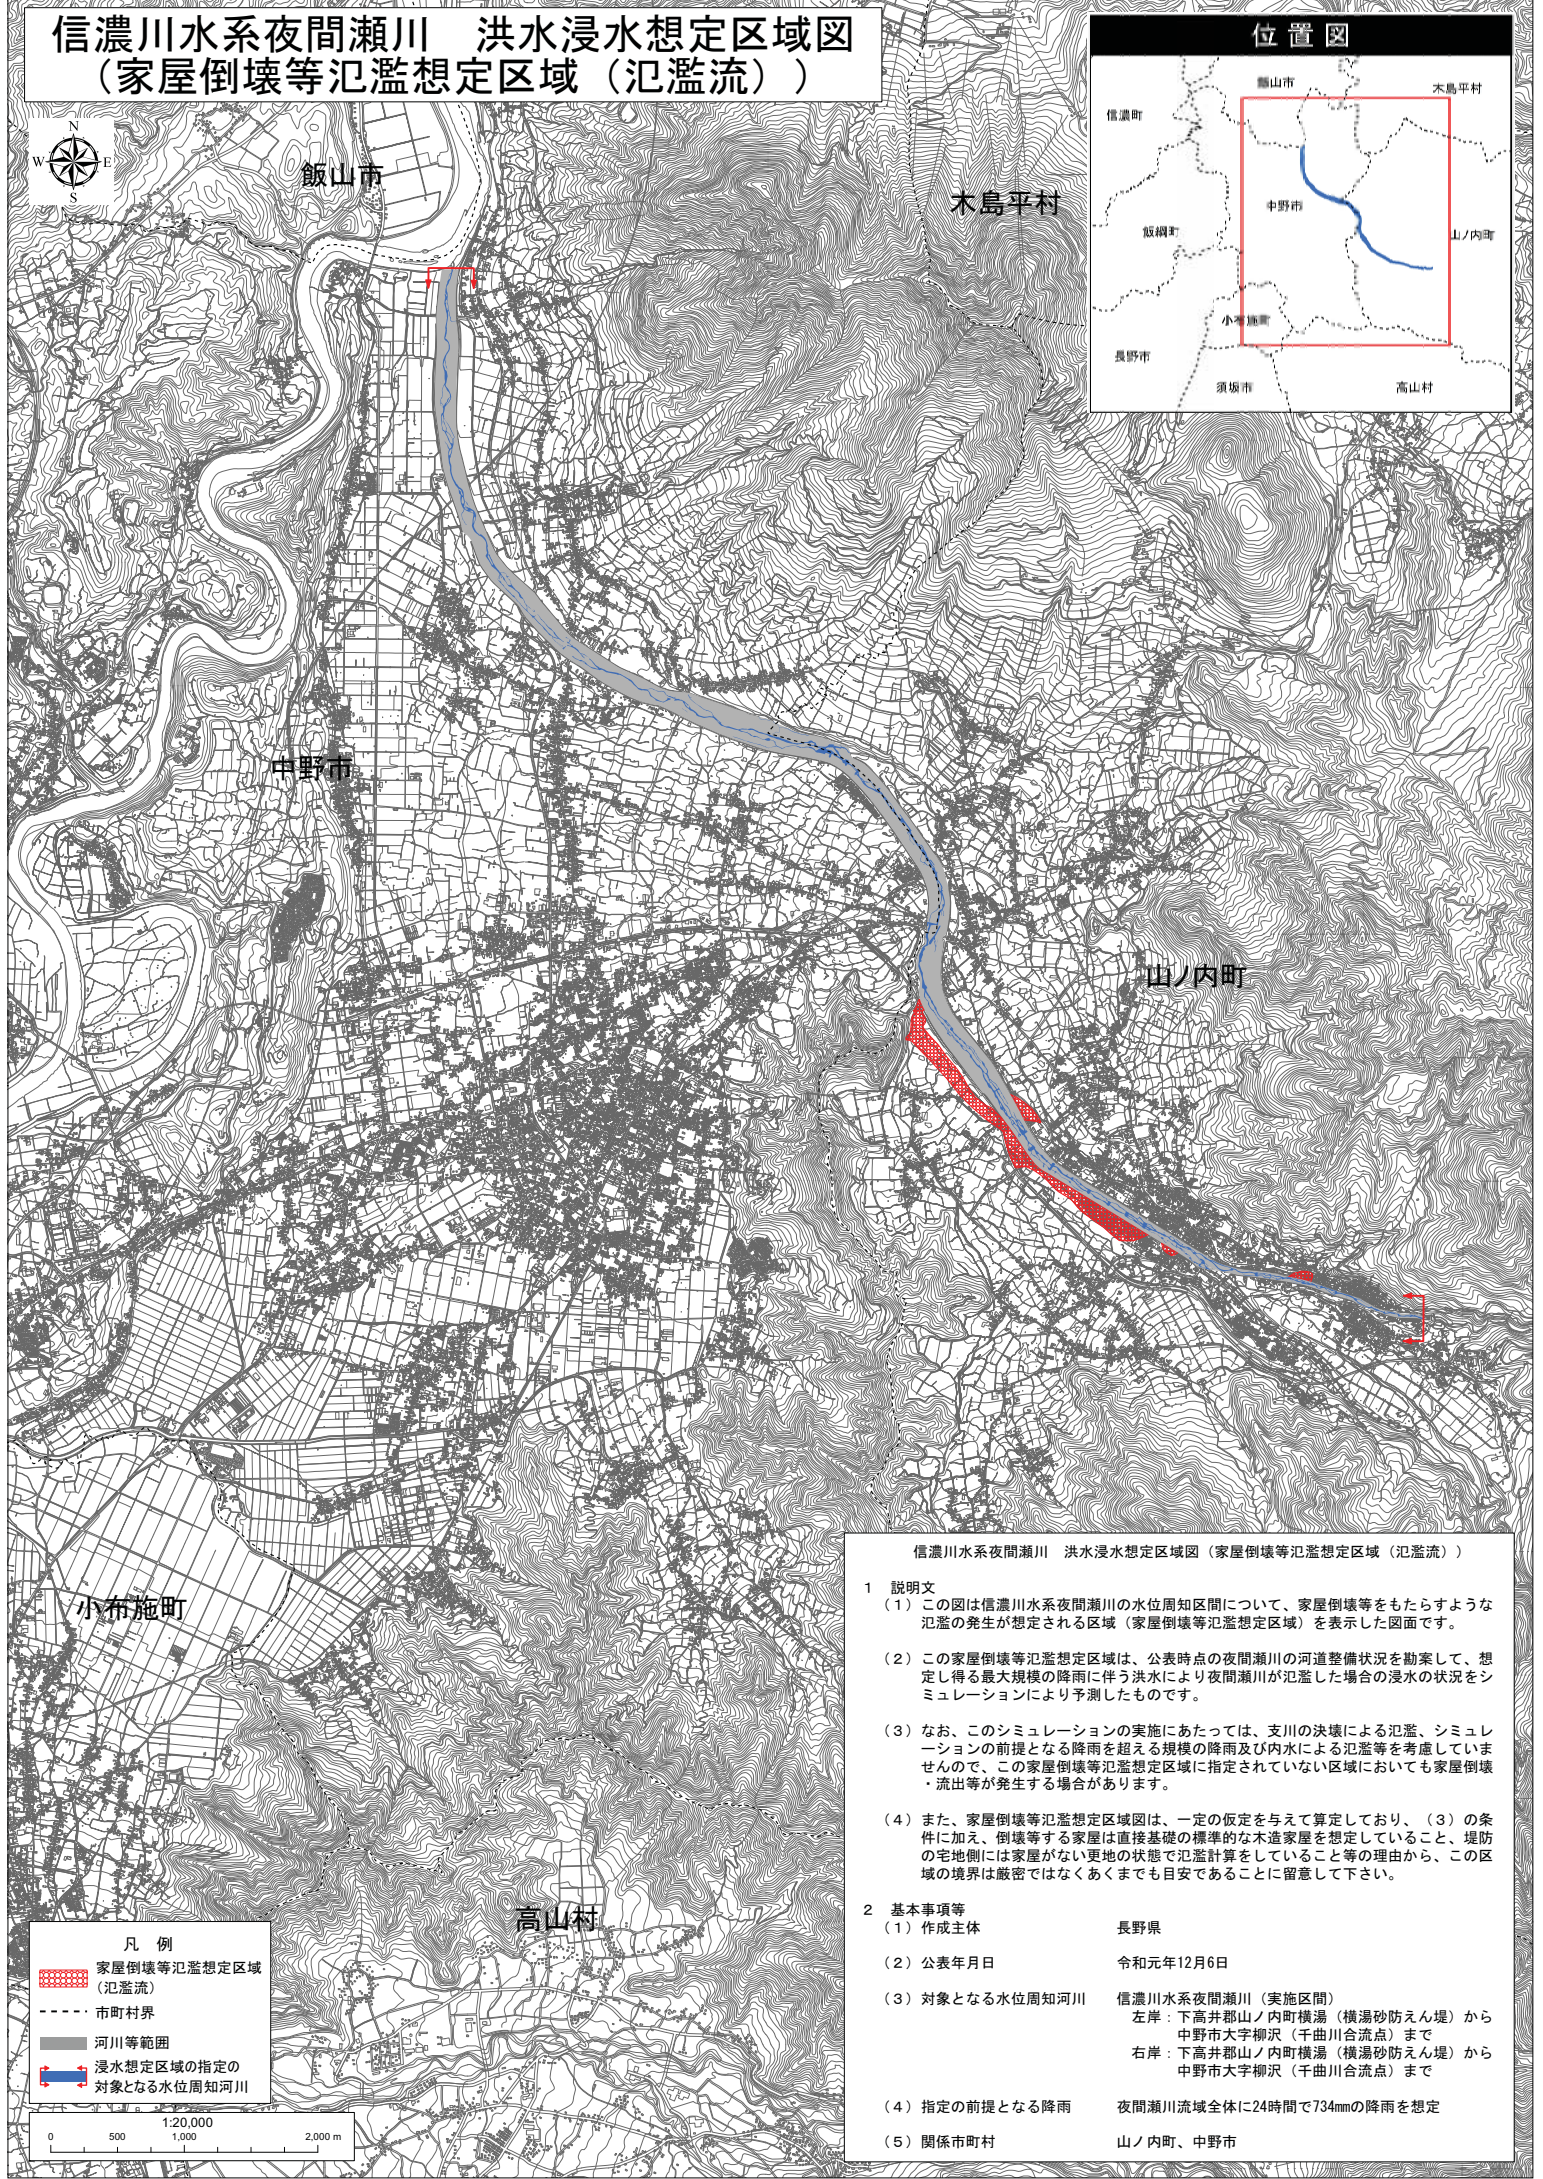 信濃川水系夜間瀬川　洪水浸水想定区域図
（家屋倒壊等氾濫想定区域（氾濫流））
N
W E
S
位置図
飯山市
木島平村
信濃町
中野市
飯綱町
山ノ内町
小布施町
長野市
須坂市
高山村
飯山市
木島平村
中野市
山ノ内町
小布施町
高山村
信濃川水系夜間瀬川　洪水浸水想定区域図（家屋倒壊等氾濫想定区域（氾濫流））
1　説明文
（1）この図は信濃川水系夜間瀬川の水位周知区間について、家屋倒壊等をもたらすような
氾濫の発生が想定される区域（家屋倒壊等氾濫想定区域）を表示した図面です。
（2）この家屋倒壊等氾濫想定区域は、公表時点の夜間瀬川の河道整備状況を勘案して、想
定し得る最大規模の降雨に伴う洪水により夜間瀬川が氾濫した場合の浸水の状況をシ
ミュレーションにより予測したものです。
（3）なお、このシミュレーションの実施にあたっては、支川の決壊による氾濫、シミュレ
ーションの前提となる降雨を超える規模の降雨及び内水による氾濫等を考慮していま
せんので、この家屋倒壊等氾濫想定区域に指定されていない区域においても家屋倒壊
・流出等が発生する場合があります。
（4）また、家屋倒壊等氾濫想定区域図は、一定の仮定を与えて算定しており、（3）の条
件に加え、倒壊等する家屋は直接基礎の標準的な木造家屋を想定していること、堤防
の宅地側には家屋がない更地の状態で氾濫計算をしていること等の理由から、この区
域の境界は厳密ではなくあくまでも目安であることに留意して下さい。
2　基本事項等
（1）作成主体　長野県
（2）公表年月日　令和元年12月6日
（3）対象となる水位周知河川　信濃川水系夜間瀬川（実施区間）
左岸：下高井郡山ノ内町横湯（横湯砂防えん堤）から
中野市大字柳沢（千曲川合流点）まで
右岸：下高井郡山ノ内町横湯（横湯砂防えん堤）から
中野市大字柳沢（千曲川合流点）まで
（4）指定の前提となる降雨　夜間瀬川流域全体に24時間で734mmの降雨を想定
（5）関係市町村　山ノ内町、中野市
凡　例
家屋倒壊等氾濫想定区域
（氾濫流）
市町村界
河川等範囲
浸水想定区域の指定の
対象となる水位周知河川
1:20,000
0 500 1,000 2,000 m